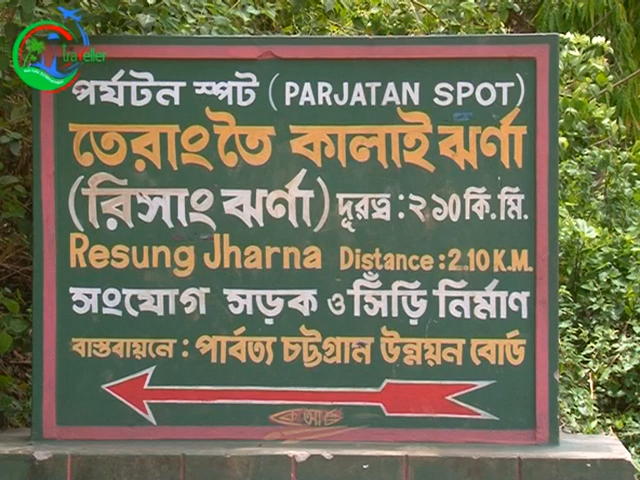 traveller
পর্যটন স্পট (PARJATAN SPOT)
তেরাংতৈ কালাই ঝর্ণা
(রিসাং ঝর্ণা) দূরত্ব : ২.১০ কি. মি.
Resung Jharna Distance : 2.10 K.M.
সংযোগ সড়ক ও সিঁড়ি নির্মাণ
বাস্তবায়নে : পার্বত্য চট্টগ্রাম উন্নয়ন বোর্ড